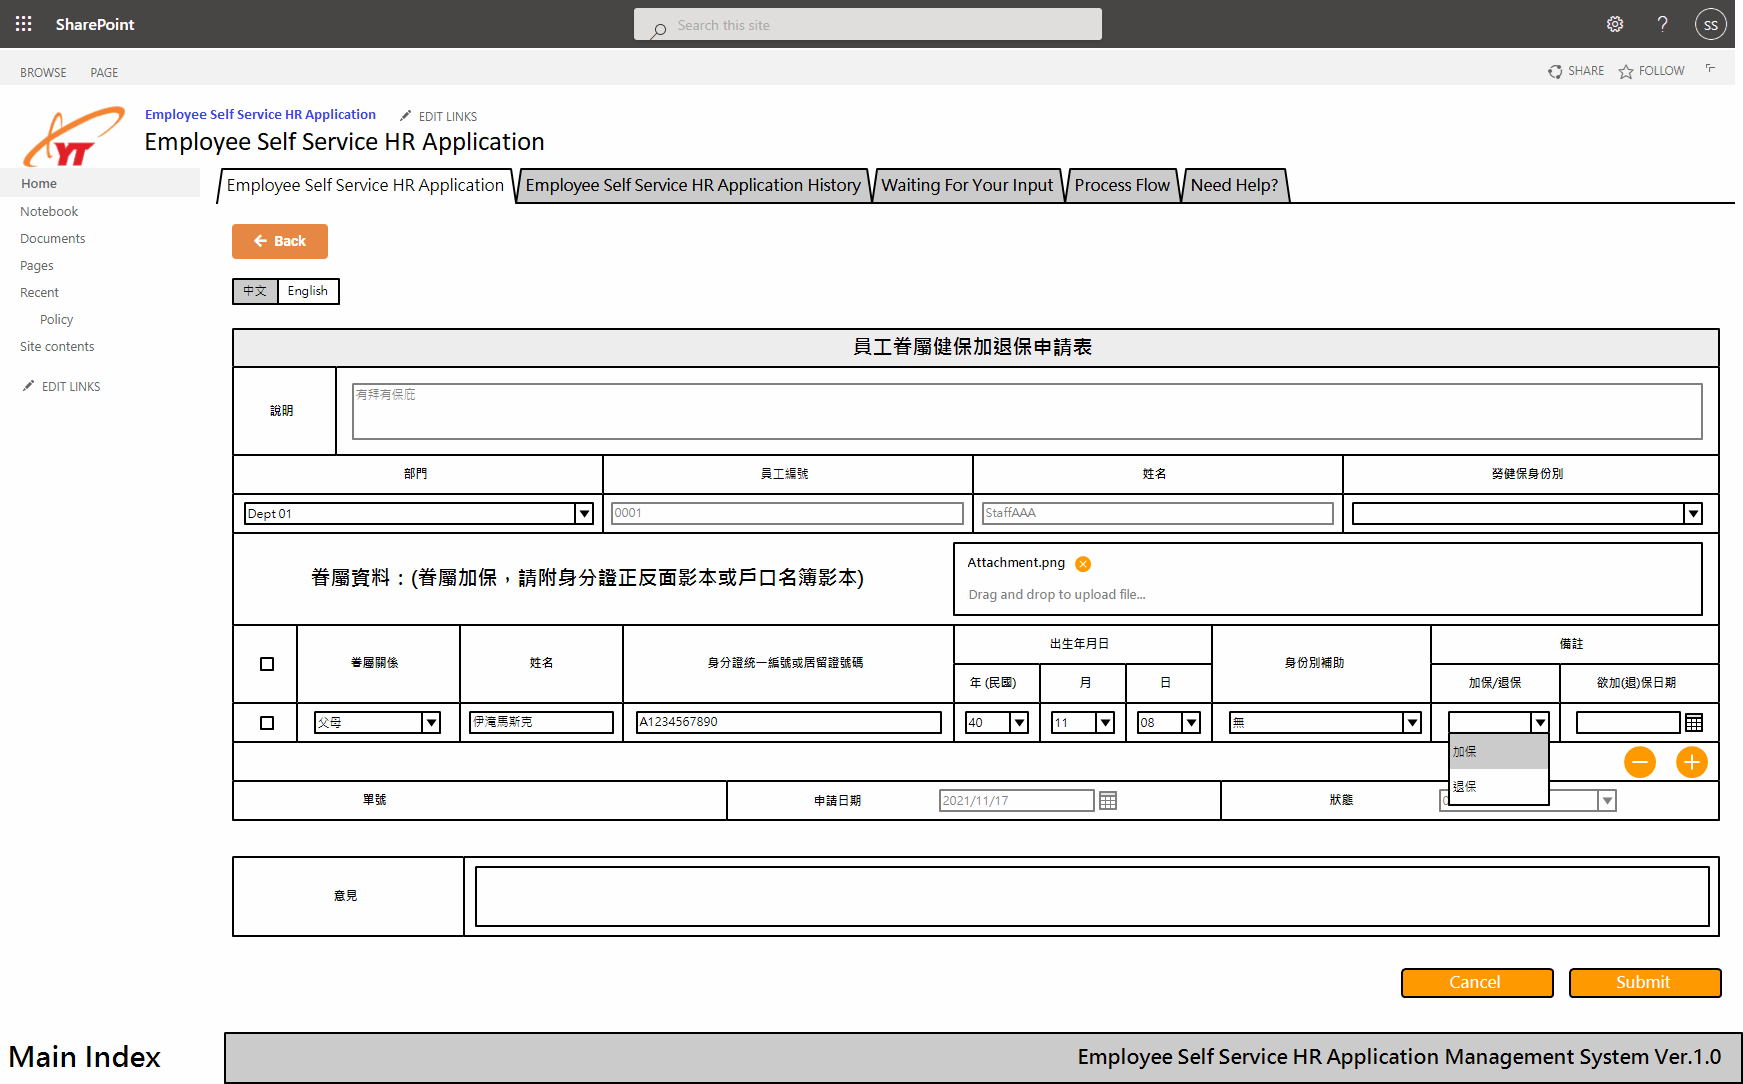 SharePoint
Search this site
SS
BROWSE
PAGE
SHARE
FOLLOW
YT
Employee Self Service HR Application
EDIT LINKS
Employee Self Service HR Application
Home
Notebook
Documents
Pages
Recent
Policy
Site contents
EDIT LINKS
Employee Self Service HR Application
Employee Self Service HR Application History
Waiting For Your Input
Process Flow
Need Help?
Back
中文
English
員工眷屬健保加退保申請表
說明
有拜有保庇
部門
員工編號
姓名
勞健保身份別
Dept 01
0001
StaffAAA
眷屬資料：(眷屬加保，請附身分證正反面影本或戶口名簿影本)
Attachment.png
Drag and drop to upload file...
眷屬關係
姓名
身分證統一編號或居留證號碼
出生年月日
年 (民國)
月
日
身份別補助
備註
加保/退保
欲加(退)保日期
父母
伊淹馬斯克
A1234567890
40
11
08
無
加保
退保
單號
申請日期
2021/11/17
狀態
意見
Cancel
Submit
Main Index
Employee Self Service HR Application Management System Ver.1.0